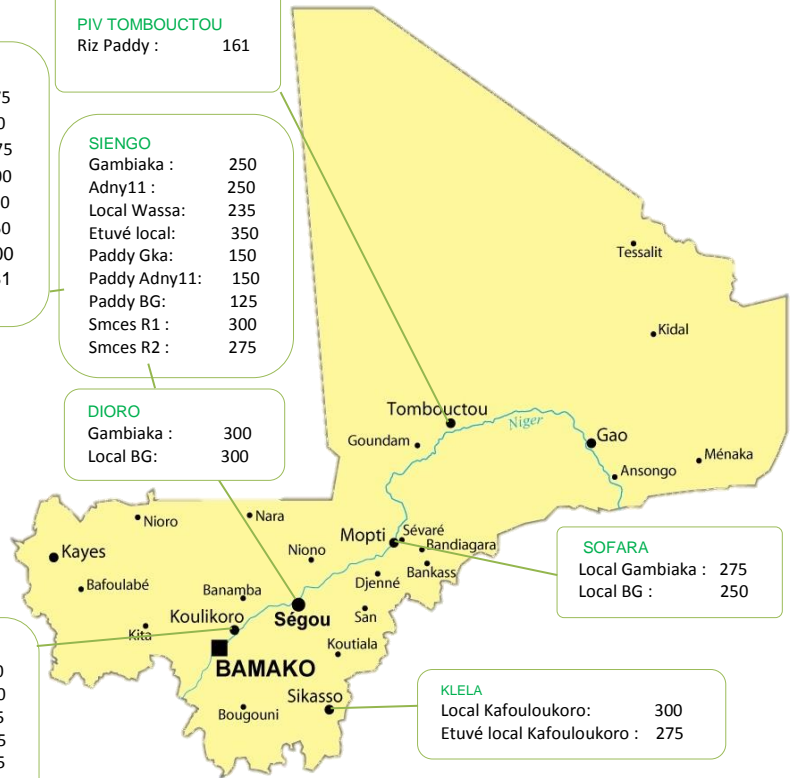 PIV TOMBOUCTOU
Riz Paddy : 161
SIENGO
Gambiaka : 250
Adny11 : 250
Local Wassa: 235
Etuvé local: 350
Paddy Gka: 150
Paddy Adny11: 150
Paddy BG: 125
Smces R1 : 300
Smces R2 : 275
DIORO
Gambiaka : 300
Local BG: 300
Tessalit
Kidal
Tombouctou
Niger
Goundam
Gao
Ménaka
Ansongo
Nioro
Nara
Mopti
Sévaré
Bandiagara
Kayes
Niono
Bankass
Djenné
Bafoulabé
Banamba
Ségou
San
Koulikoro
Kita
Koutiala
BAMAKO
Sikasso
Bougouni
SOFARA
Local Gambiaka : 275
Local BG : 250
KLELA
Local Kafouloukoro: 300
Etuvé local Kafouloukoro : 275